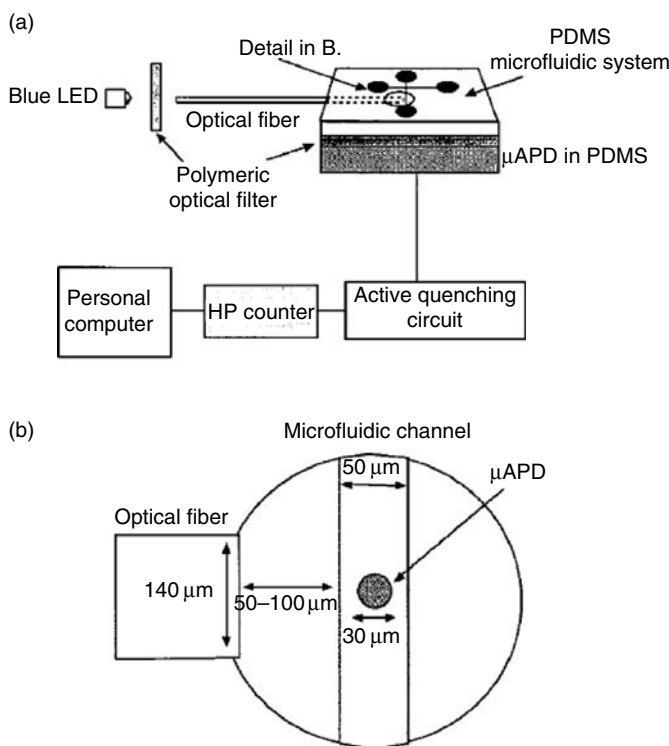 (a)
Detail in B.
PDMS
microfluidic system
Blue LED
Optical fiber
Polymeric
optical filter
μAPD in PDMS
Personal
computer
HP counter
Active quenching
circuit
(b)
Microfluidic channel
50 μm
μAPD
Optical fiber
140 μm
50–100 μm
30 μm